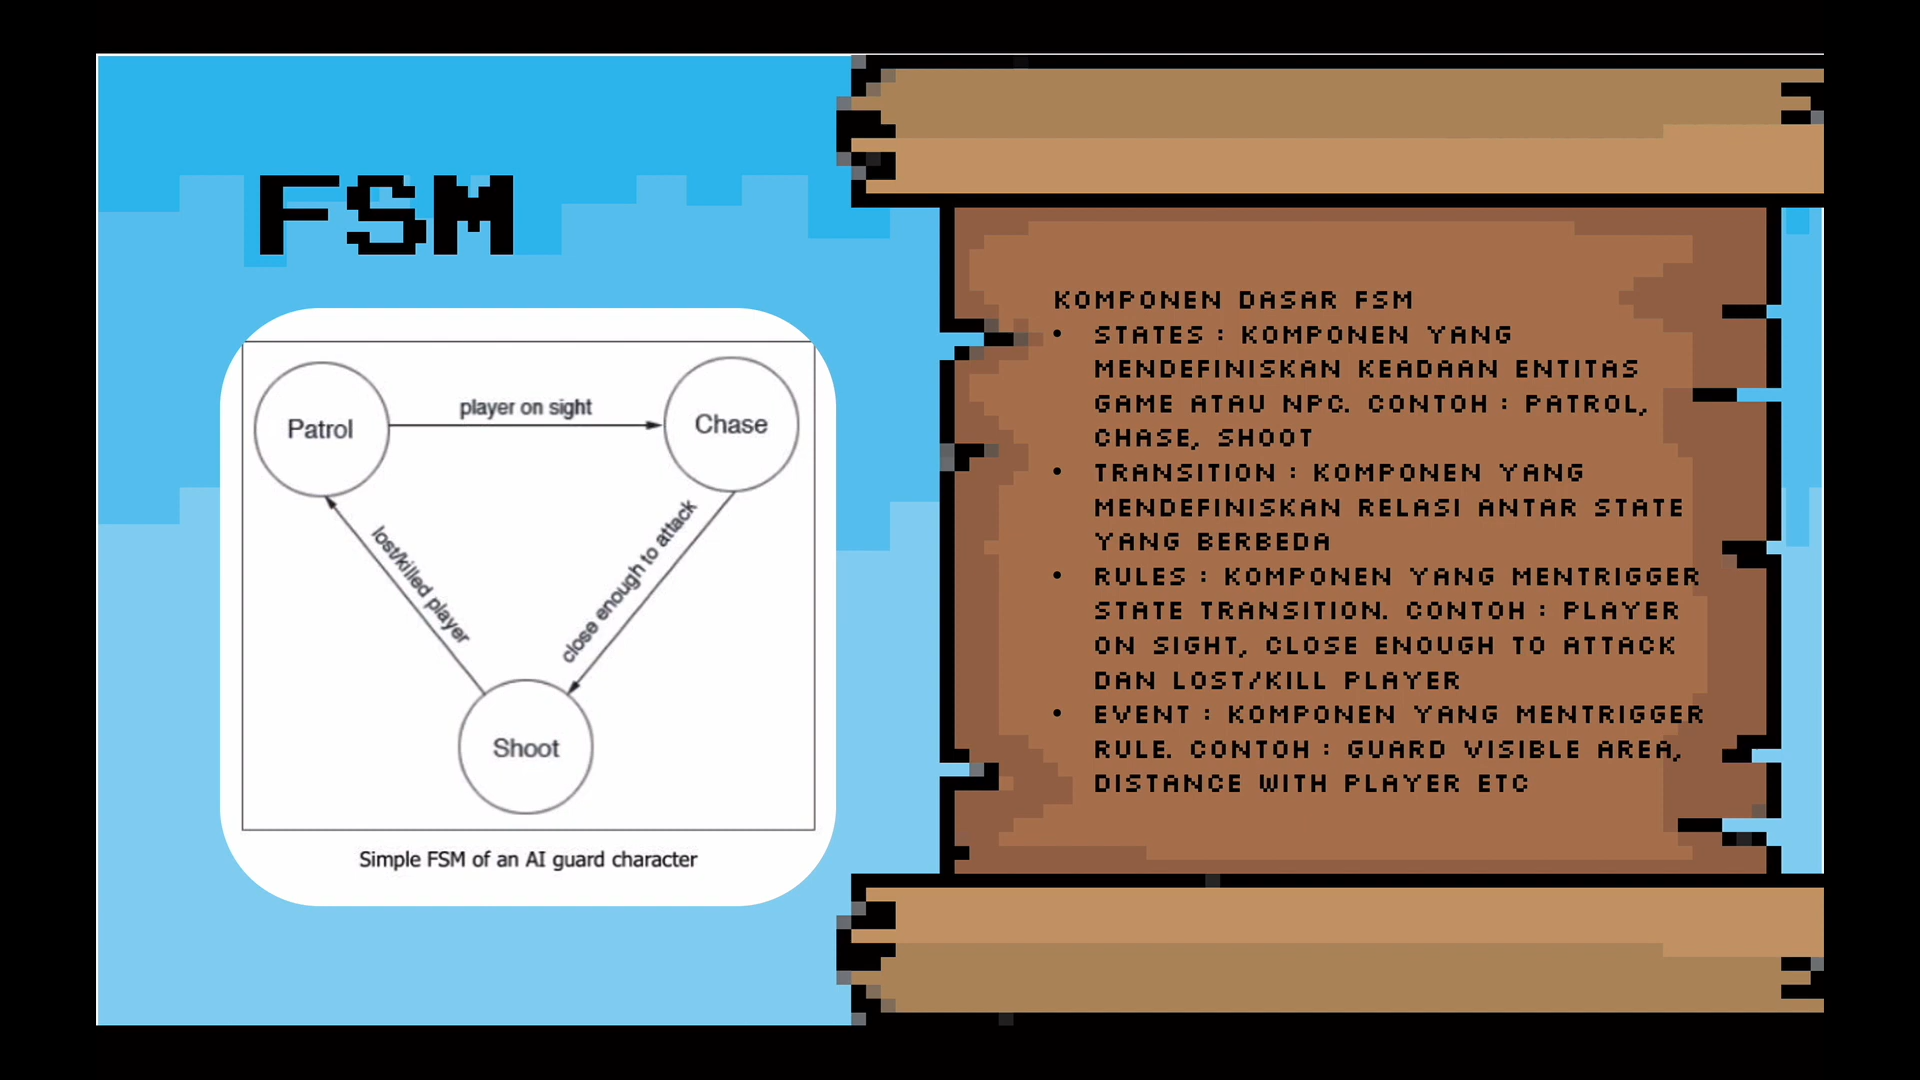 FSM
Patrol
player on sight
Chase
lost/killed player
close enough to attack
Shoot
Simple FSM of an AI guard character
KOMPONEN DASAR FSM
• STATES : KOMPONEN YANG
MENDEFINISKAN KEADAAN ENTITAS
GAME ATAU NPC. CONTOH : PATROL,
CHASE, SHOOT
• TRANSITION : KOMPONEN YANG
MENDEFINISKAN RELASI ANTAR STATE
YANG BERBEDA
• RULES : KOMPONEN YANG MENTRIGGER
STATE TRANSITION. CONTOH : PLAYER
ON SIGHT, CLOSE ENOUGH TO ATTACK
DAN LOST/KILL PLAYER
• EVENT : KOMPONEN YANG MENTRIGGER
RULE. CONTOH : GUARD VISIBLE AREA,
DISTANCE WITH PLAYER ETC